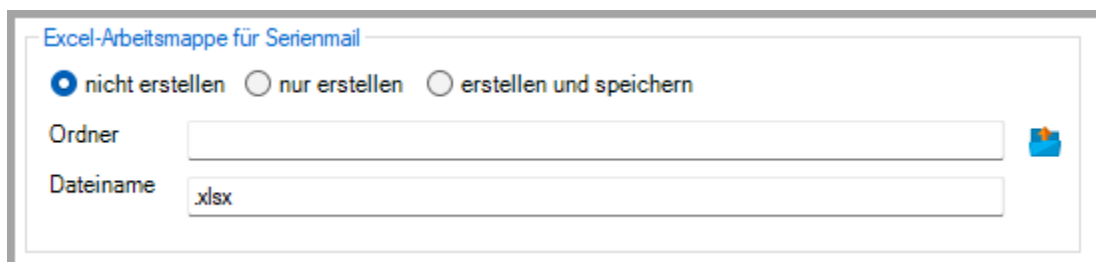 Excel-Arbeitsmappe für Serienmail
nicht erstellen nur erstellen erstellen und speichern
Ordner
Dateiname .xlsx